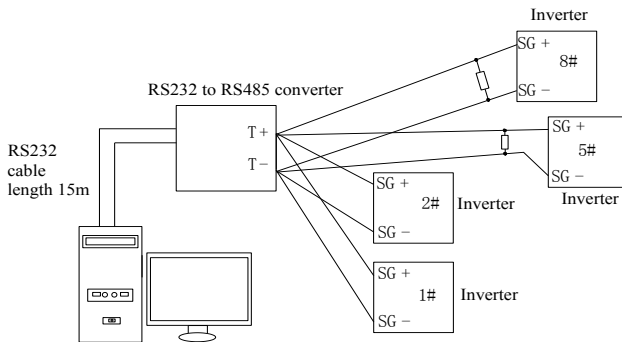 Inverter
SG +
8#
SG −
RS232 to RS485 converter
T+
T−
RS232
cable
length 15m
SG +
5#
SG −
Inverter
SG +
2#
SG −
Inverter
SG +
1#
SG −
Inverter